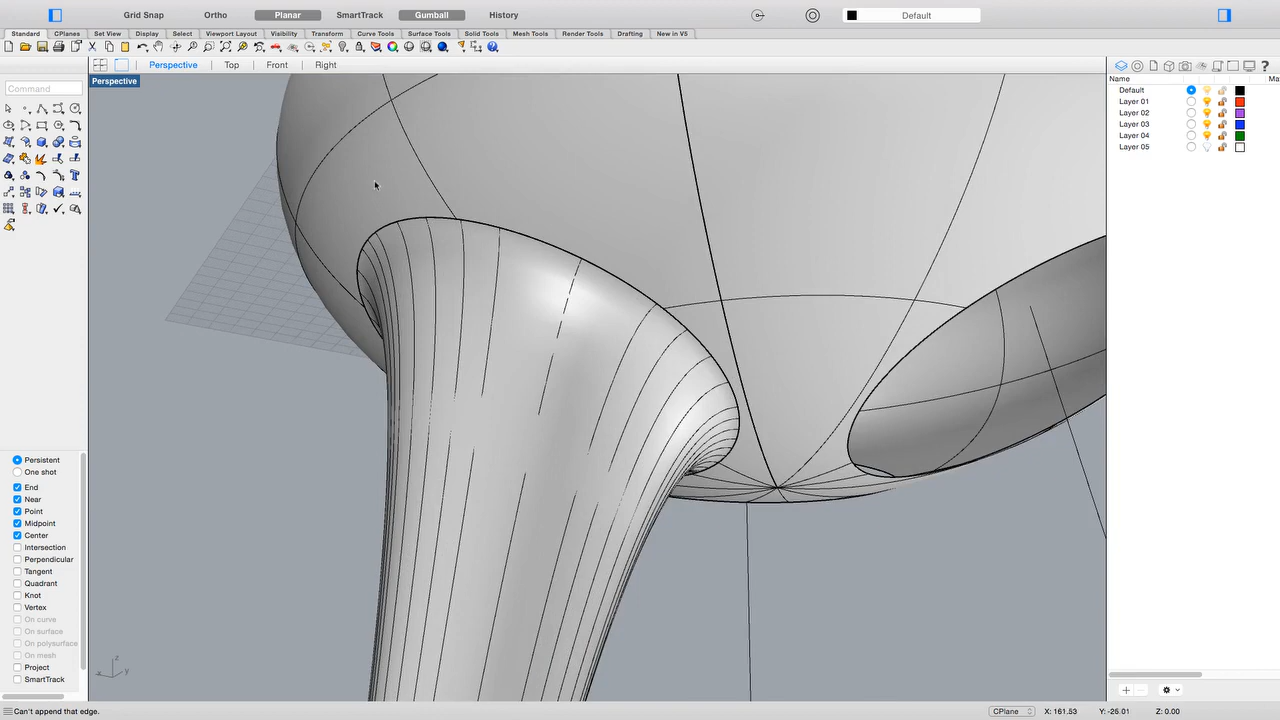 Grid Snap Ortho Planar SmartTrack Gumball History Default
Standard CPlanes Set View Display Select Viewport Layout Visibility Transform Curve Tools Surface Tools Solid Tools Mesh Tools Render Tools Drafting New in V5
Perspective Top Front Right
Perspective
Command
Name Ma
Default
Layer 01
Layer 02
Layer 03
Layer 04
Layer 05
Persistent
One shot
End
Near
Point
Midpoint
Center
Intersection
Perpendicular
Tangent
Quadrant
Knot
Vertex
On curve
On surface
On polysurface
On mesh
Project
SmartTrack
z
x y
Can't append that edge. CPlane X: 161.53 Y: -25.01 Z: 0.00